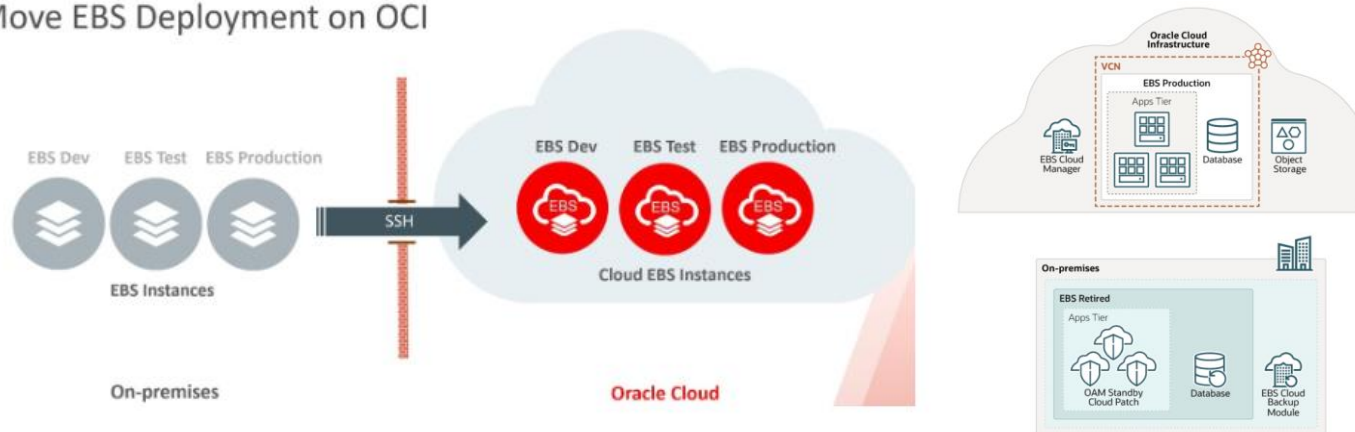 Move EBS Deployment on OCI
EBS Dev EBS Test EBS Production
EBS Instances
SSH
EBS Dev EBS Test EBS Production
EBS EBS EBS
Cloud EBS Instances
On-premises
Oracle Cloud
Oracle Cloud
Infrastructure
VCN
EBS Production
Apps Tier
EBS Cloud
Manager
Database
Object
Storage
On-premises
EBS Retired
Apps Tier
OAM Standby
Cloud Patch
Database
EBS Cloud
Backup
Module